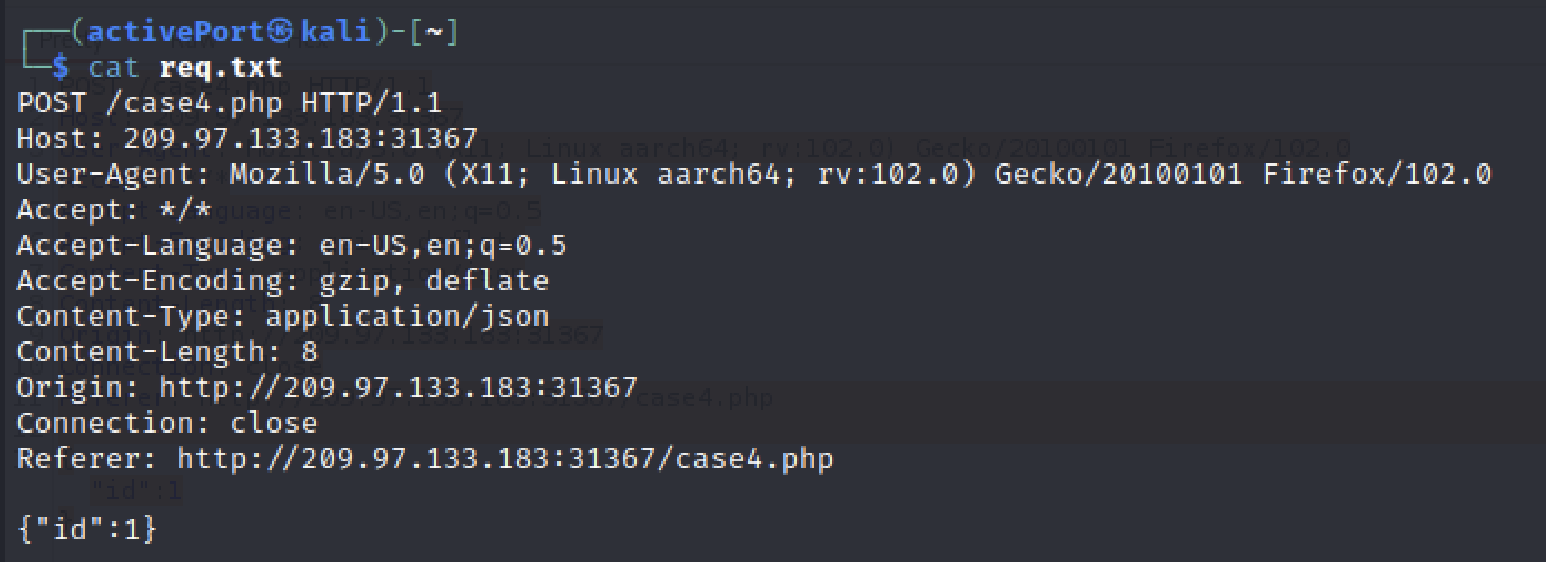 ┌──(activePort㉿kali)-[~]
└─$ cat req.txt
POST /case4.php HTTP/1.1
Host: 209.97.133.183:31367
User-Agent: Mozilla/5.0 (X11; Linux aarch64; rv:102.0) Gecko/20100101 Firefox/102.0
Accept: */*
Accept-Language: en-US,en;q=0.5
Accept-Encoding: gzip, deflate
Content-Type: application/json
Content-Length: 8
Origin: http://209.97.133.183:31367
Connection: close
Referer: http://209.97.133.183:31367/case4.php
{"id":1}